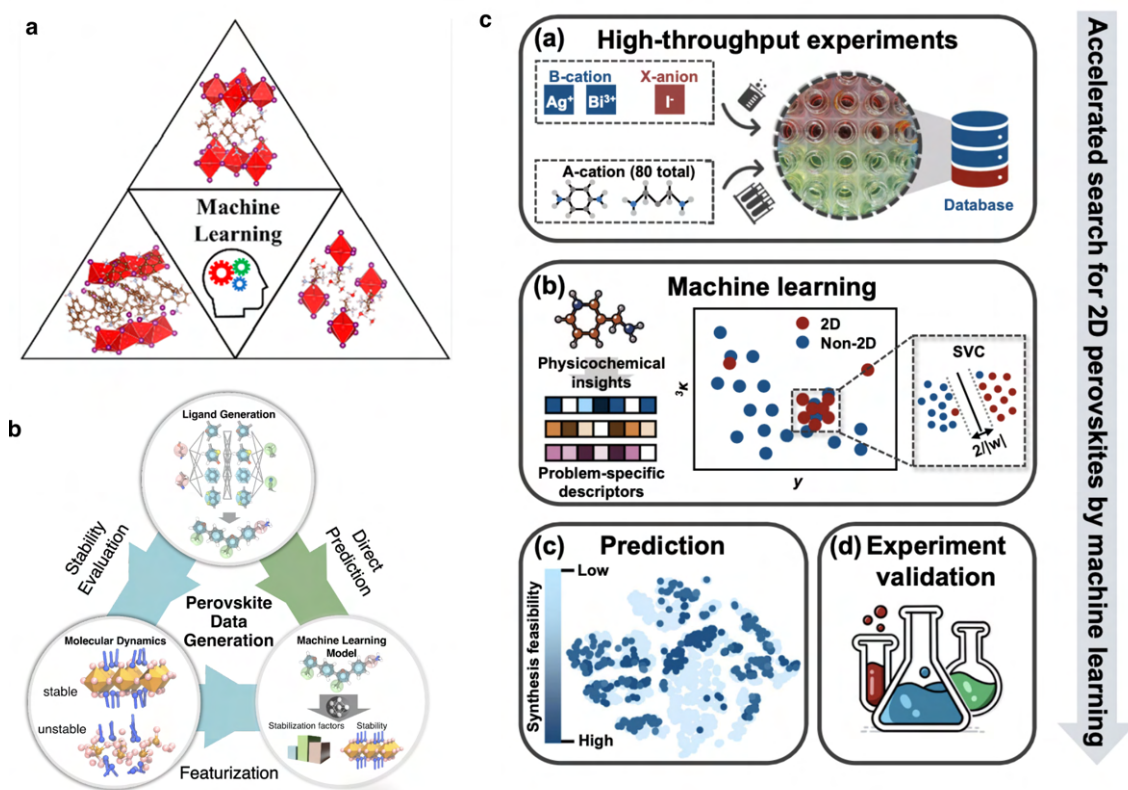 a
Machine
Learning
b
Ligand Generation
Stability
Evaluation
Direct
Prediction
Perovskite
Data
Generation
Molecular Dynamics
stable
unstable
Machine Learning
Model
Stabilization factors
Stability
Featurization
c
(a)
High-throughput experiments
B-cation
X-anion
Ag⁺
Bi³⁺
I⁻
A-cation (80 total)
Database
(b)
Machine learning
Physicochemical
insights
Problem-specific
descriptors
2D
Non-2D
³κ
y
SVC
2/|w|
(c)
Prediction
Synthesis feasibility
Low
High
(d)
Experiment
validation
Accelerated search for 2D perovskites by machine learning